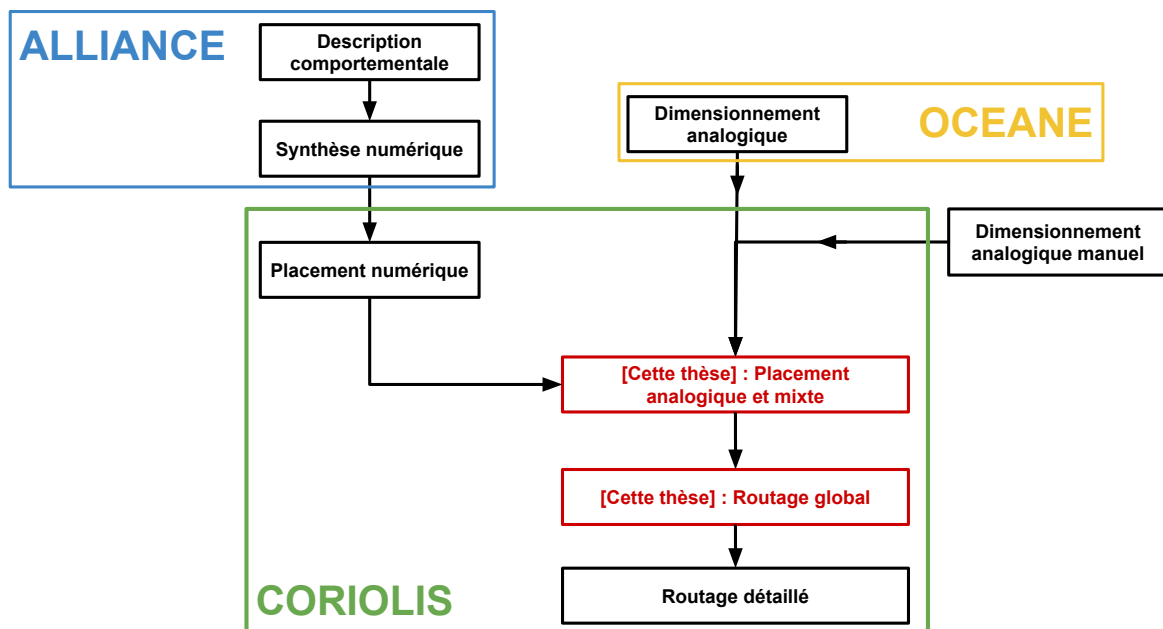 ALLIANCE
Description
comportementale
Synthèse numérique
Dimensionnement
analogique
OCEANE
Dimensionnement
analogique manuel
Placement numérique
[Cette thèse] : Placement
analogique et mixte
[Cette thèse] : Routage global
Routage détaillé
CORIOLIS